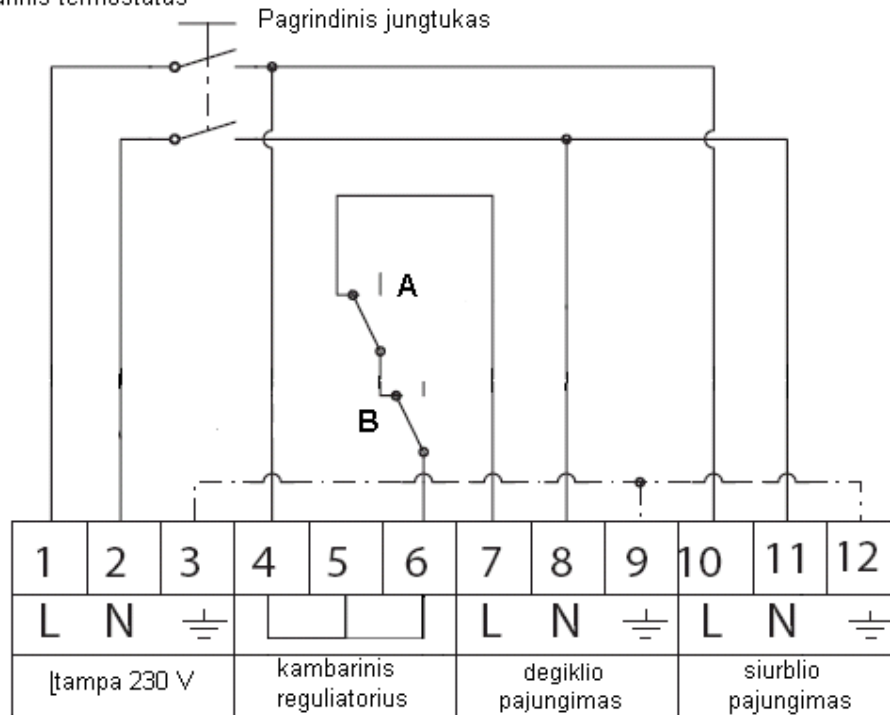 termostatas
Pagrindinis jungtukas
A
B
1 2 3 4 5 6 7 8 9 10 11 12
L N L N L N
Įtampa 230 V
kambarinis
reguliatorius
degiklio
pajungimas
siurblio
pajungimas